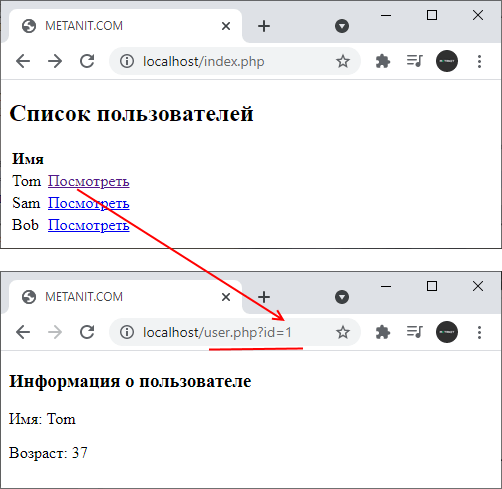 METANIT.COM
localhost/index.php
Список пользователей
Имя
Tom Посмотреть
Sam Посмотреть
Bob Посмотреть
METANIT.COM
localhost/user.php?id=1
Информация о пользователе
Имя: Tom
Возраст: 37